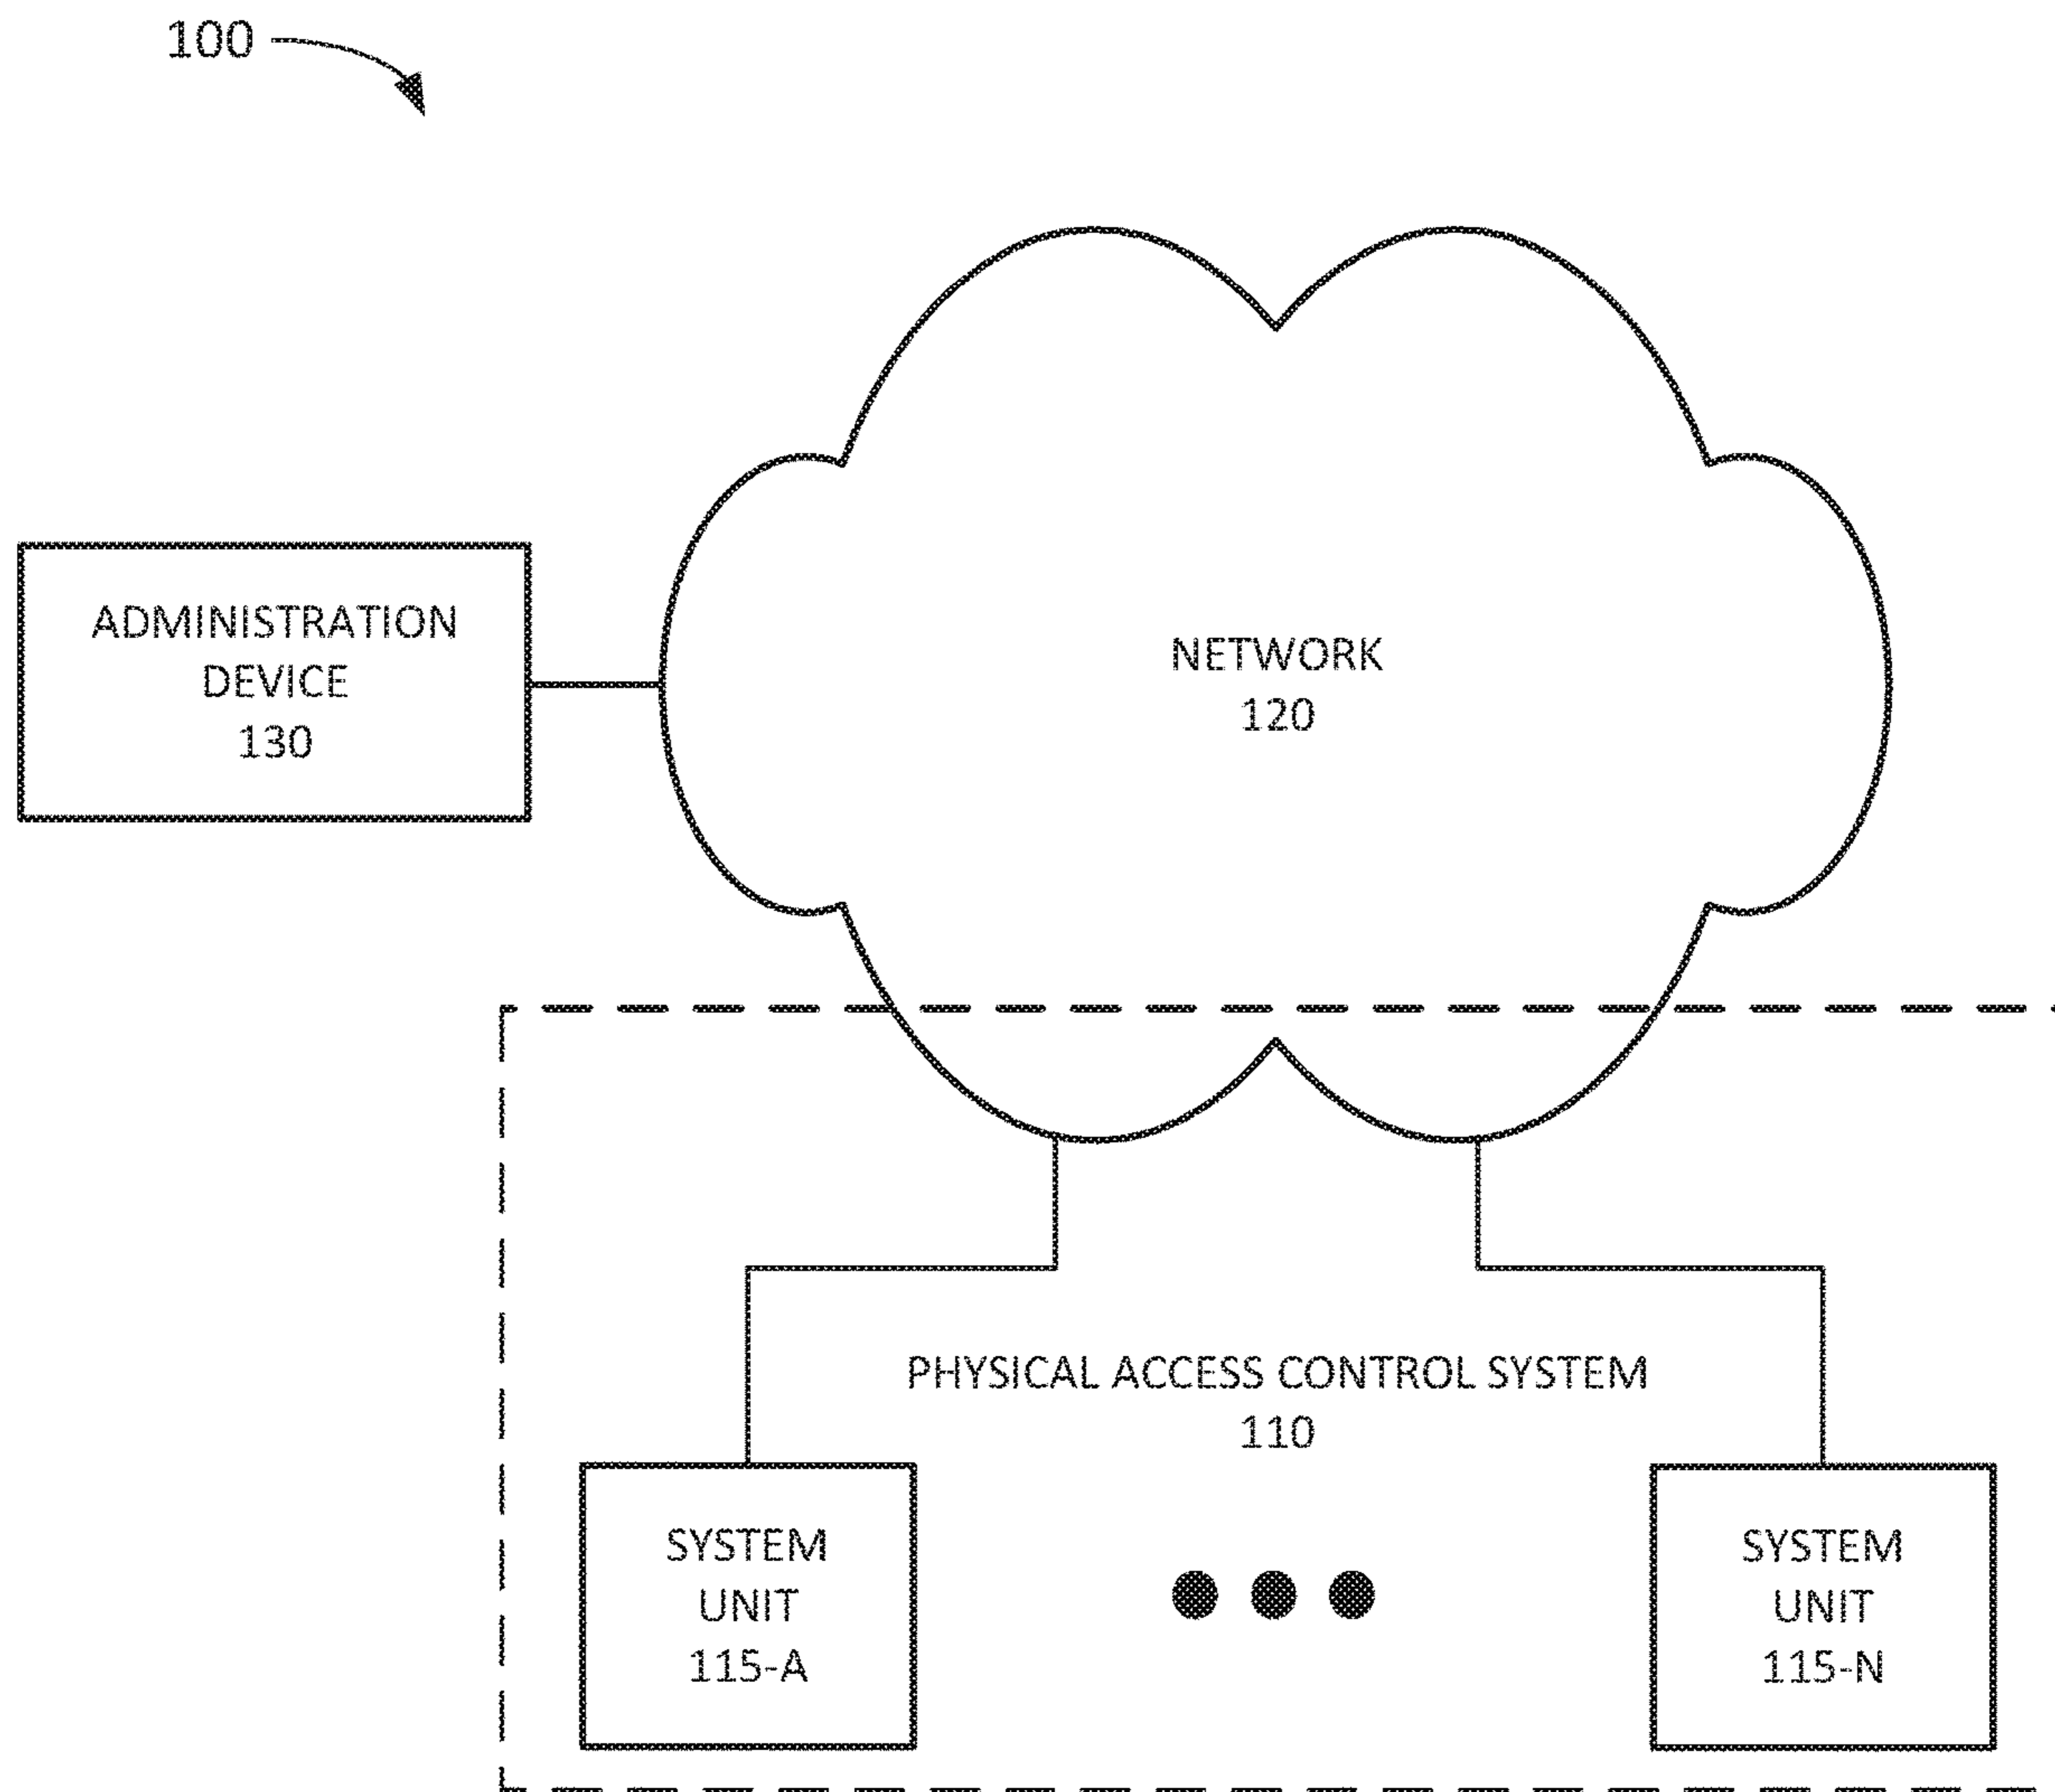 100
ADMINISTRATION
DEVICE
130
NETWORK
120
PHYSICAL ACCESS CONTROL SYSTEM
110
SYSTEM
UNIT
115-A
SYSTEM
UNIT
115-N